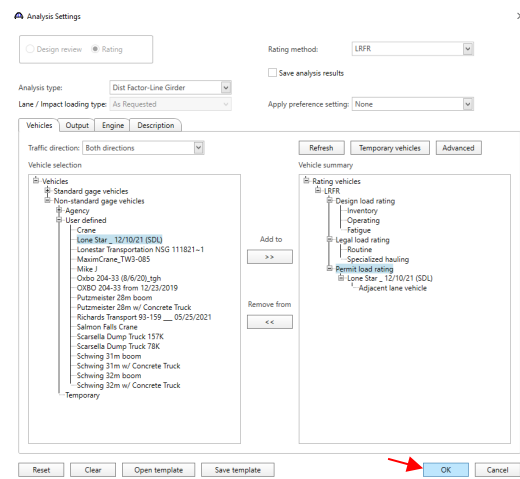 Analysis Settings
Design review Rating
Rating method: LRFR
Save analysis results
Analysis type: Dist Factor-Line Girder
Lane / Impact loading type: As Requested
Apply preference setting: None
Vehicles Output Engine Description
Traffic direction: Both directions
Refresh Temporary vehicles Advanced
Vehicle selection
Vehicles
Standard gage vehicles
Non-standard gage vehicles
Agency
User defined
Crane
Lone Star _ 12/10/21 (SDL)
Lonestar Transportation NSG 111821~1
MaximCrane_TW3-085
Mike J
Oxbo 204-33 (8/6/20)_tgh
OXBO 204-33 from 12/23/2019
Putzmeister 28m boom
Putzmeister 28m w/ Concrete Truck
Richards Transport 93-159 __ 05/25/2021
Salmon Falls Crane
Scarsella Dump Truck 157K
Scarsella Dump Truck 78K
Schwing 31m boom
Schwing 31m w/ Concrete Truck
Schwing 32m boom
Schwing 32m w/ Concrete Truck
Temporary
Add to
>>
Remove from
<<
Vehicle summary
Rating vehicles
LRFR
Design load rating
Inventory
Operating
Fatigue
Legal load rating
Routine
Specialized hauling
Permit load rating
Lone Star _ 12/10/21 (SDL)
Adjacent lane vehicle
Reset Clear Open template Save template OK Cancel